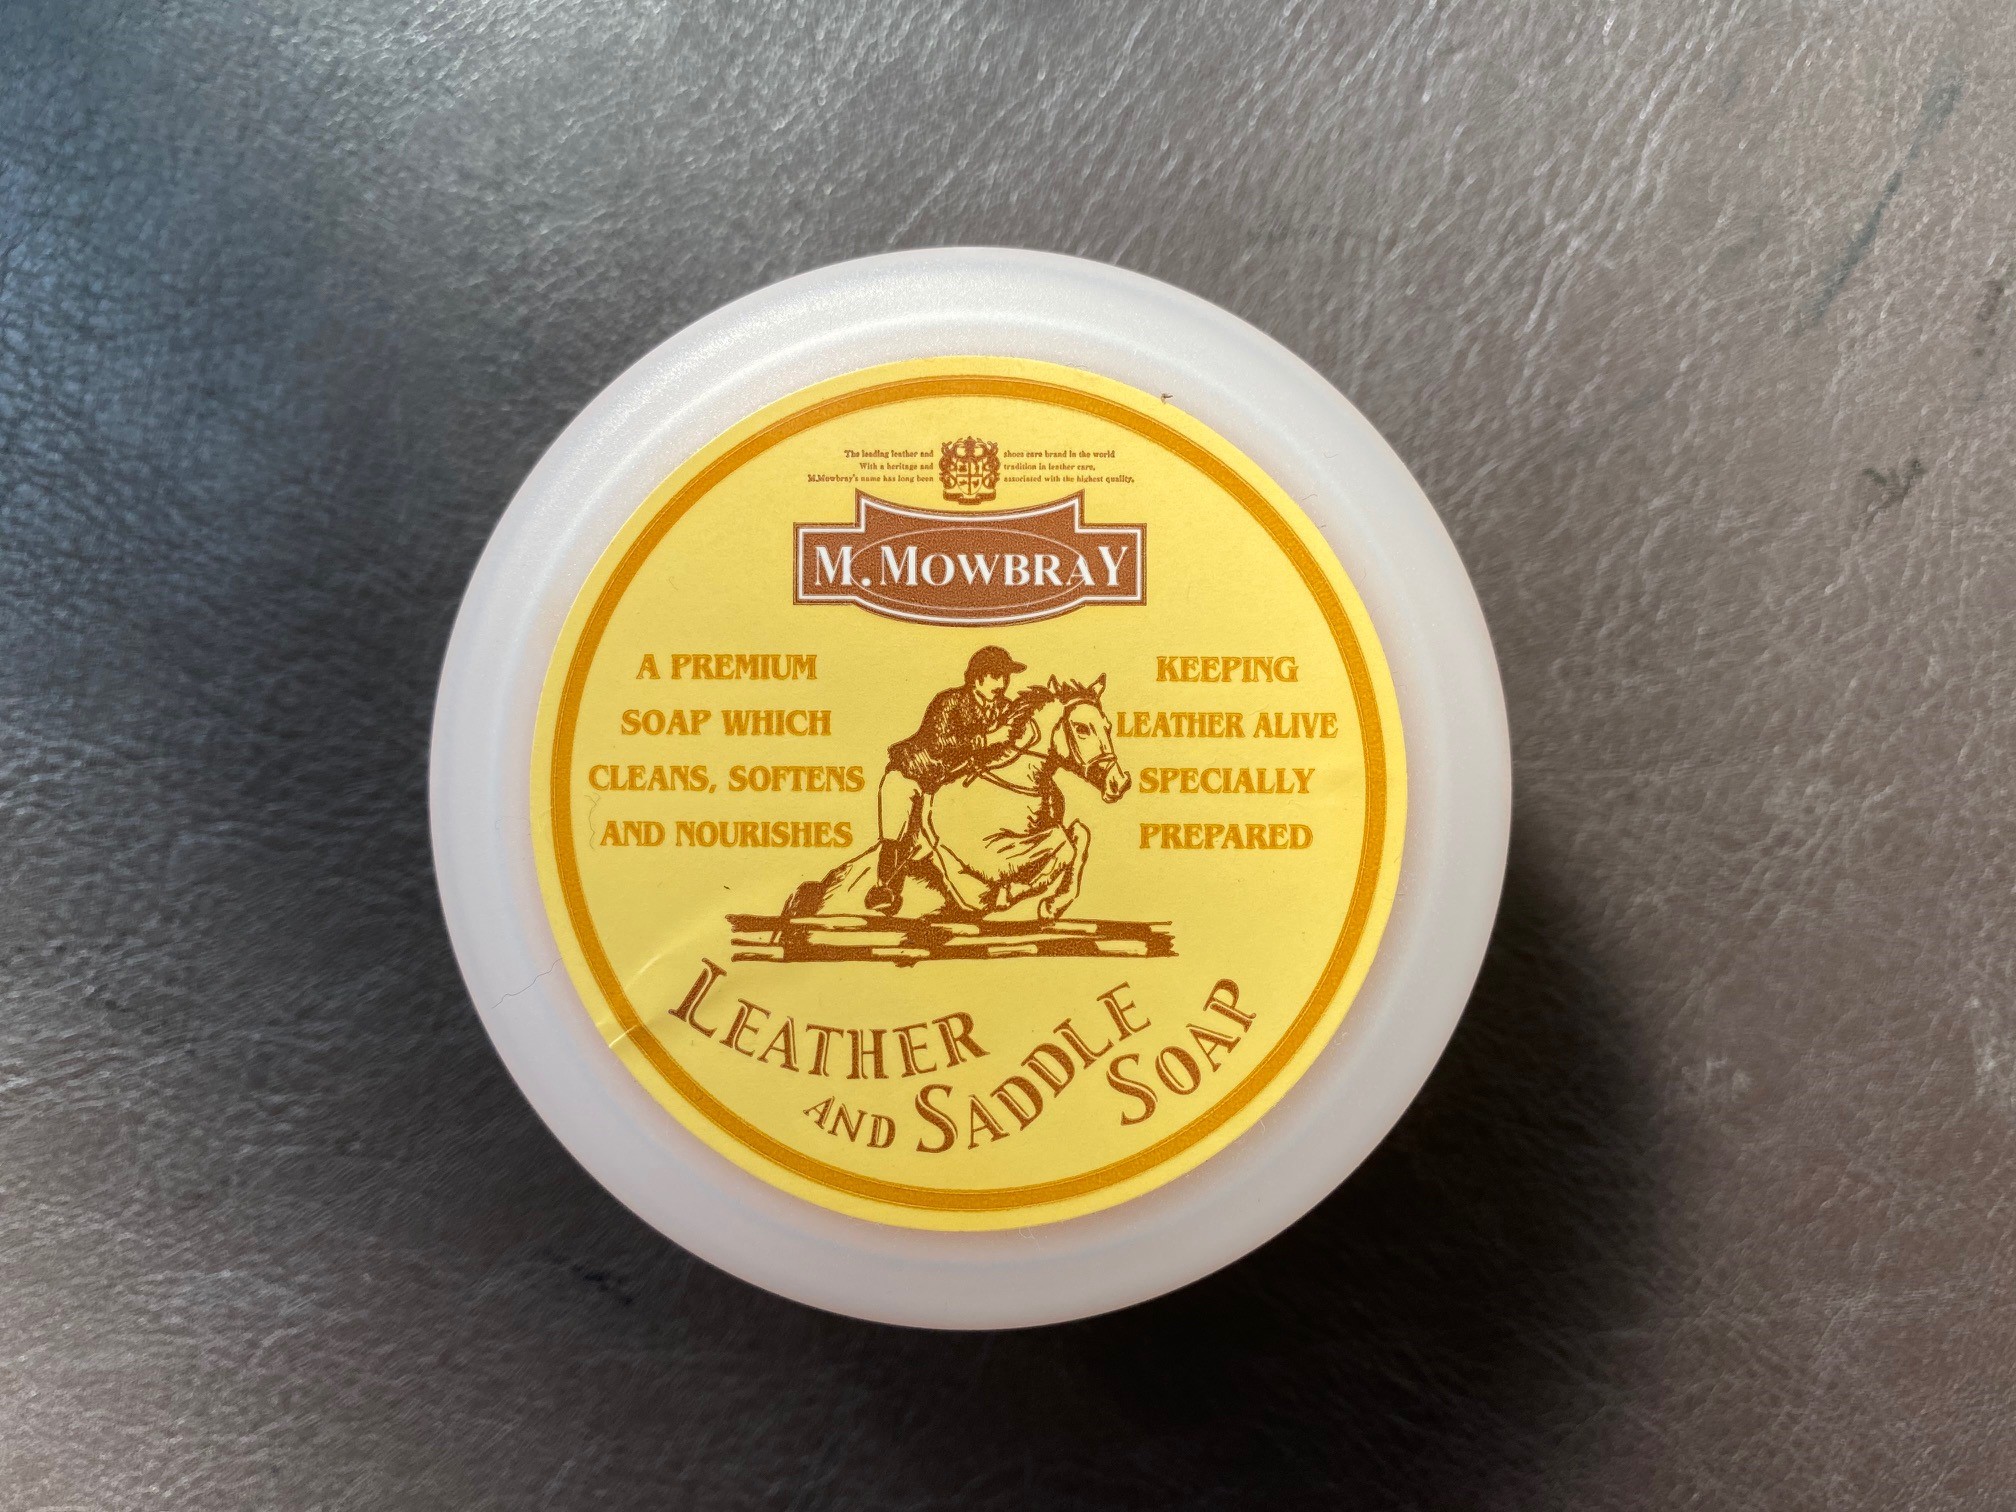 The leading leather and shoes care brand in the world
With a heritage and tradition in leather care,
M.Mowbray's name has long been associated with the highest quality.
M. MOWBRAY
A PREMIUM
SOAP WHICH
CLEANS, SOFTENS
AND NOURISHES
KEEPING
LEATHER ALIVE
SPECIALLY
PREPARED
LEATHER
AND SADDLE
SOAP